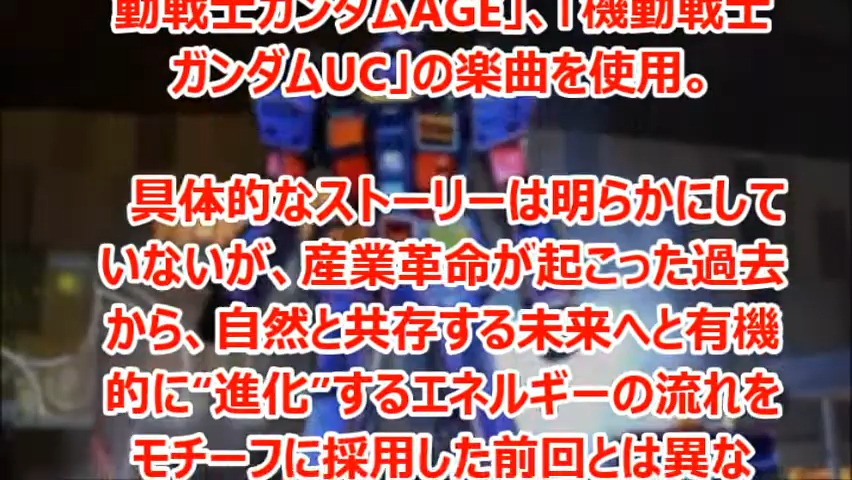 動戦士ガンダムAGE」、「機動戦士
ガンダムUC」の楽曲を使用。
具体的なストーリーは明らかにして
いないが、産業革命が起こった過去
から、自然と共存する未来へと有機
的に“進化”するエネルギーの流れを
モチーフに採用した前回とは異な